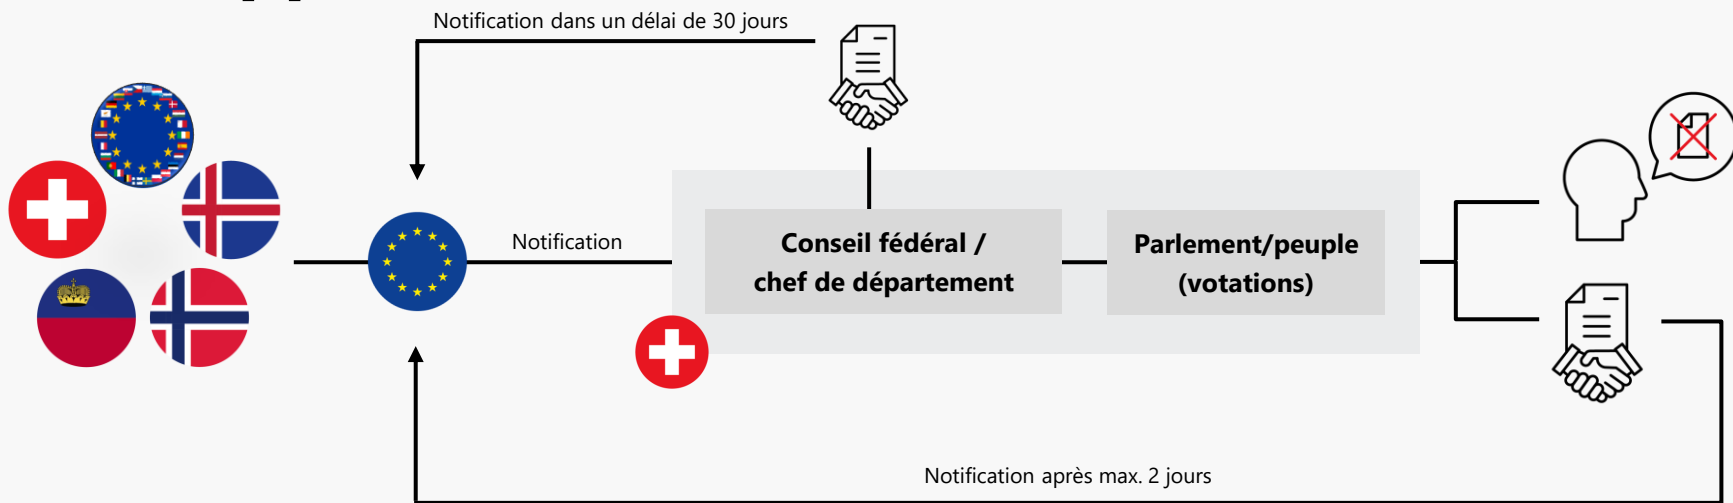 Notification dans un délai de 30 jours
Notification
Conseil fédéral /
chef de département
Parlement/peuple
(votations)
Notification après max. 2 jours